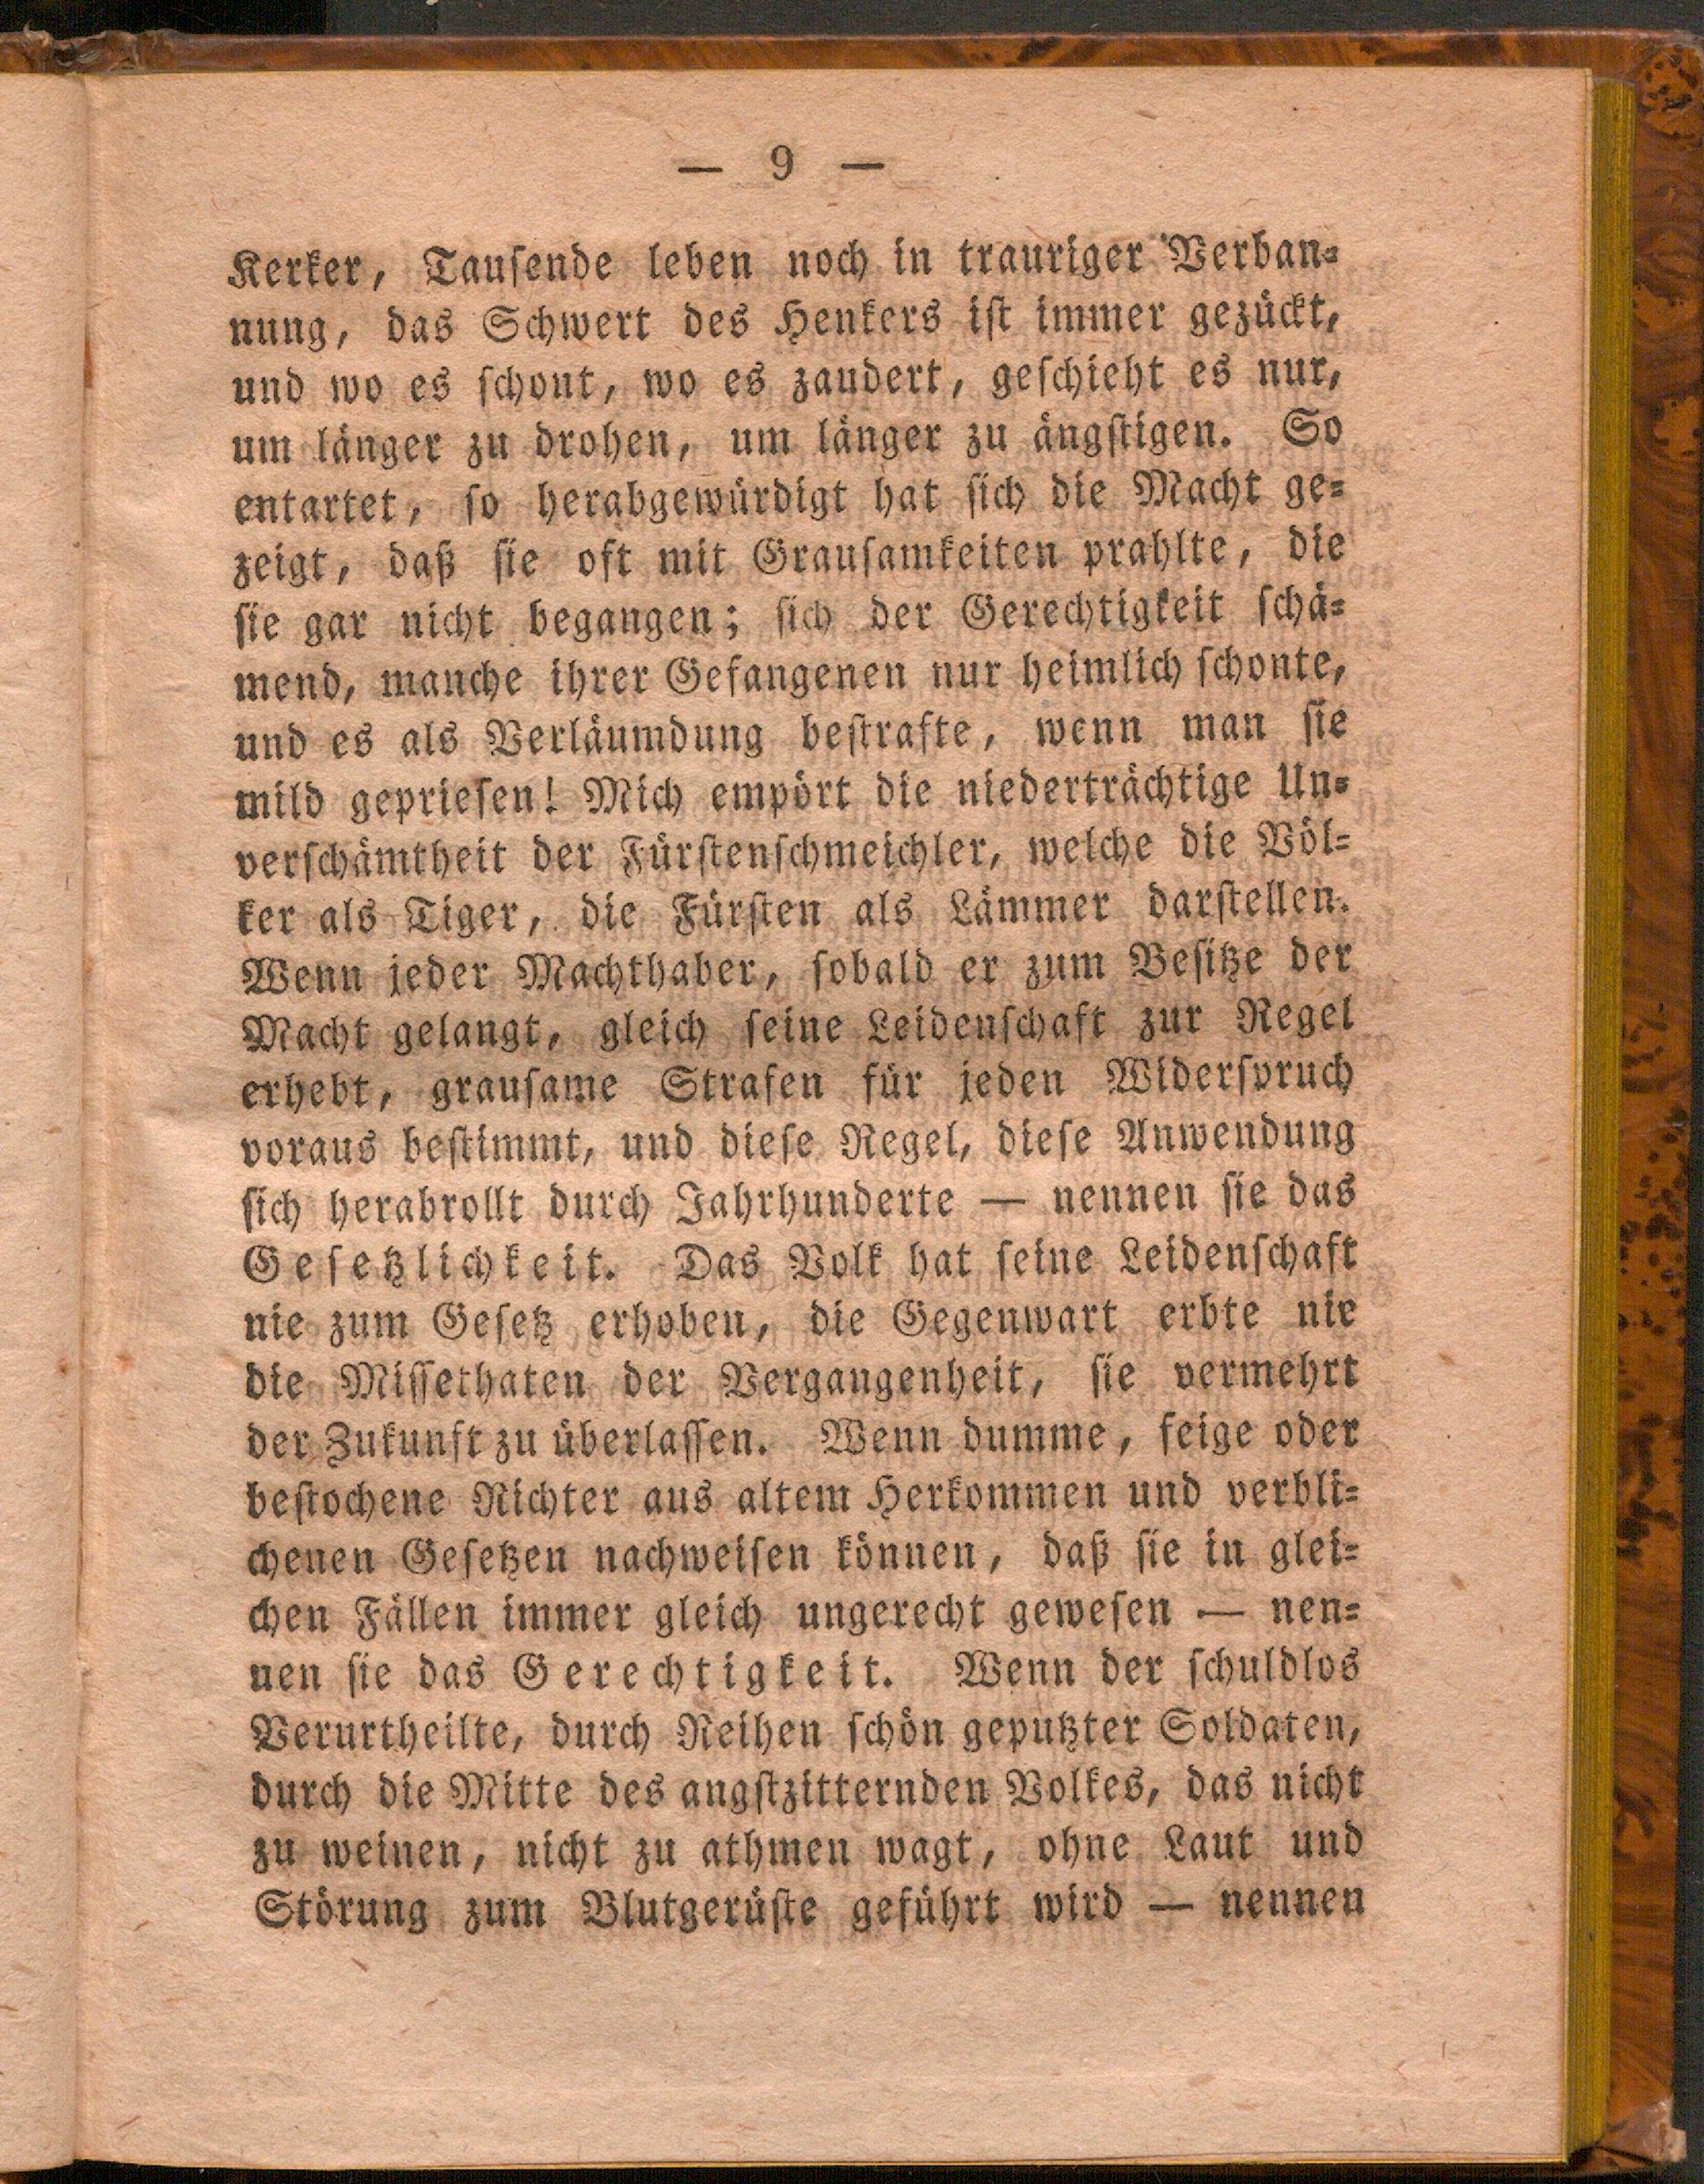 — 9 —
Kerker, Tauſende leben noch in trauriger Verban⸗
nung, das Schwert des Henkers iſt immer gezückt,
und wo es ſchont, wo es zaudert, geſchieht es nur,
um länger zu drohen, um länger zu ängſtigen. So
entartet, ſo herabgewürdigt hat ſich die Macht ge⸗
zeigt, daß ſie oft mit Grauſamkeiten prahlte, die
ſie gar nicht begangen; ſich der Gerechtigkeit ſchä⸗
mend, manche ihrer Gefangenen nur heimlich ſchonte,
und es als Verläumdung beſtrafte, wenn man ſie
mild geprieſen! Mich empört die niederträchtige Un⸗
verſchämtheit der Fürſtenſchmeichler, welche die Völ⸗
ker als Tiger, die Fürſten als Lämmer darſtellen.
Wenn jeder Machthaber, ſobald er zum Beſitze der
Macht gelangt, gleich ſeine Leidenſchaft zur Regel
erhebt, grauſame Strafen für jeden Widerſpruch
voraus beſtimmt, und dieſe Regel, dieſe Anwendung
ſich herabrollt durch Jahrhunderte — nennen ſie das
Geſetzlichkeit. Das Volk hat ſeine Leidenſchaft
nie zum Geſetz erhoben, die Gegenwart erbte nie
die Miſſethaten der Vergangenheit, ſie vermehrt
der Zukunft zu überlaſſen. Wenn dumme, feige oder
beſtochene Richter aus altem Herkommen und verbli⸗
chenen Geſetzen nachweiſen können, daß ſie in glei⸗
chen Fällen immer gleich ungerecht geweſen — nen⸗
nen ſie das Gerechtigkeit. Wenn der ſchuldlos
Verurtheilte, durch Reihen ſchön geputzter Soldaten,
durch die Mitte des angſtzitternden Volkes, das nicht
zu weinen, nicht zu athmen wagt, ohne Laut und
Störung zum Blutgerüſte geführt wird — nennen